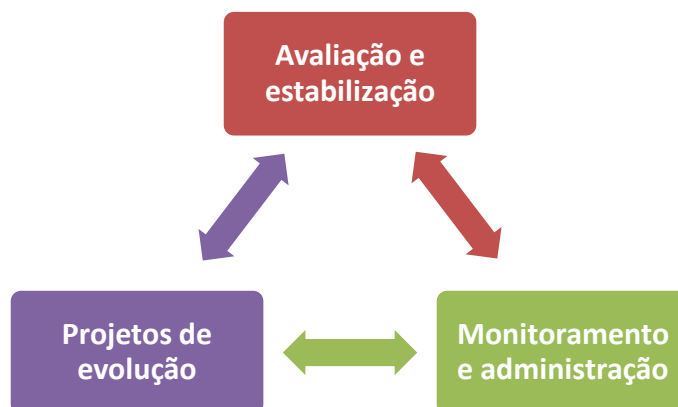 Avaliação e
estabilização
Projetos de
evolução
Monitoramento
e administração